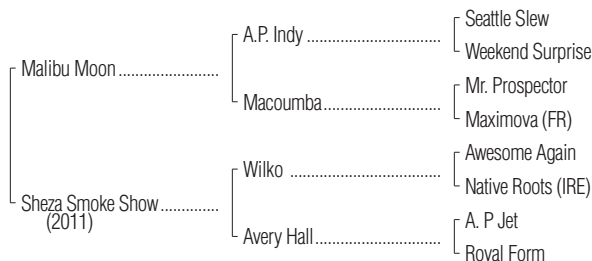 Seattle Slew
A.P. Indy
Weekend Surprise
Malibu Moon
Mr. Prospector
Macoumba
Maximova (FR)
Awesome Again
Wilko
Native Roots (IRE)
Sheza Smoke Show
(2011)
A. P Jet
Avery Hall
Royal Form